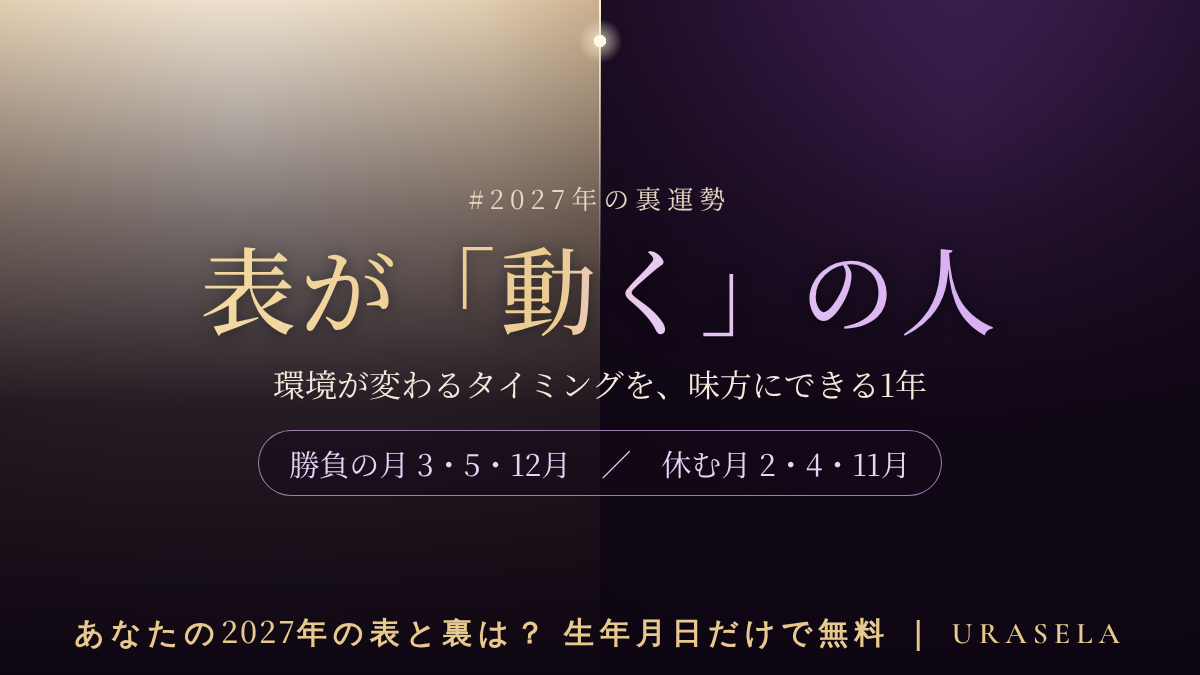 #2027年の裏運勢
表が「動く」の人
環境が変わるタイミングを、味方にできる1年
勝負の月 3・5・12月　／　休む月 2・4・11月
あなたの2027年の表と裏は？ 生年月日だけで無料 ｜ URASELA